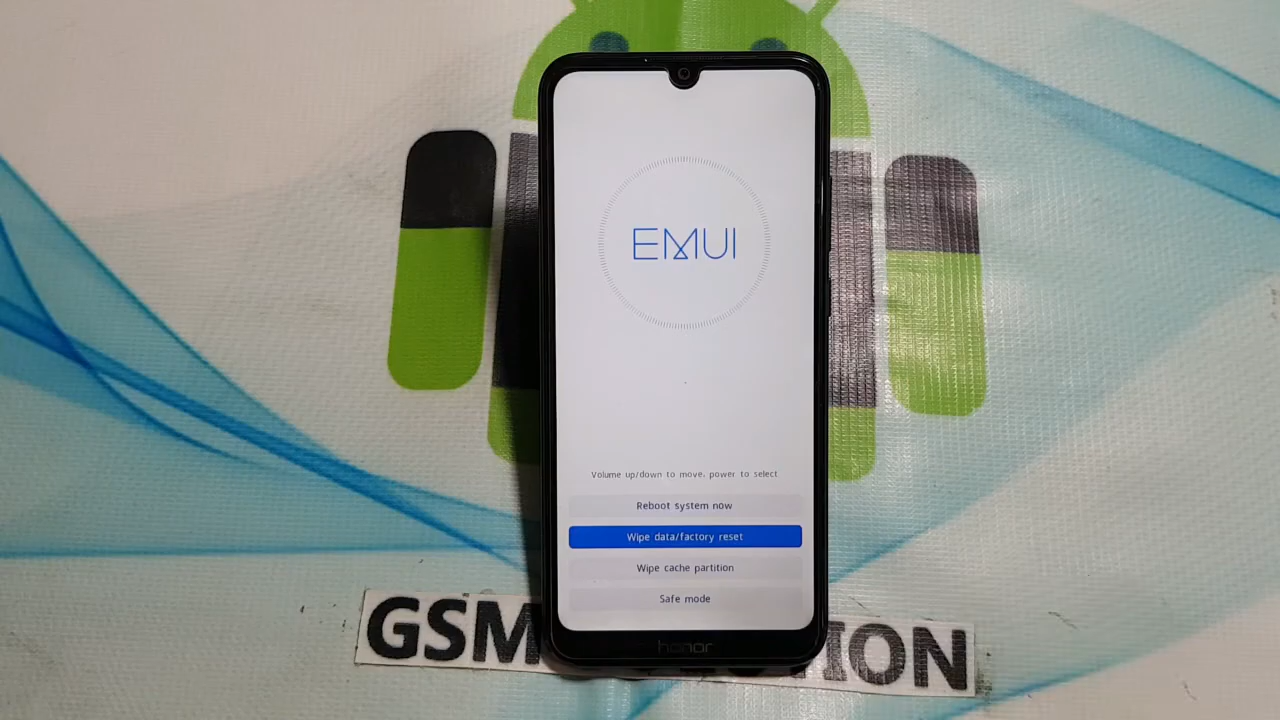 EMUI
Volume up/down to move, power to select
Reboot system now
Wipe data/factory reset
Wipe cache partition
Safe mode
honor
GSM TION